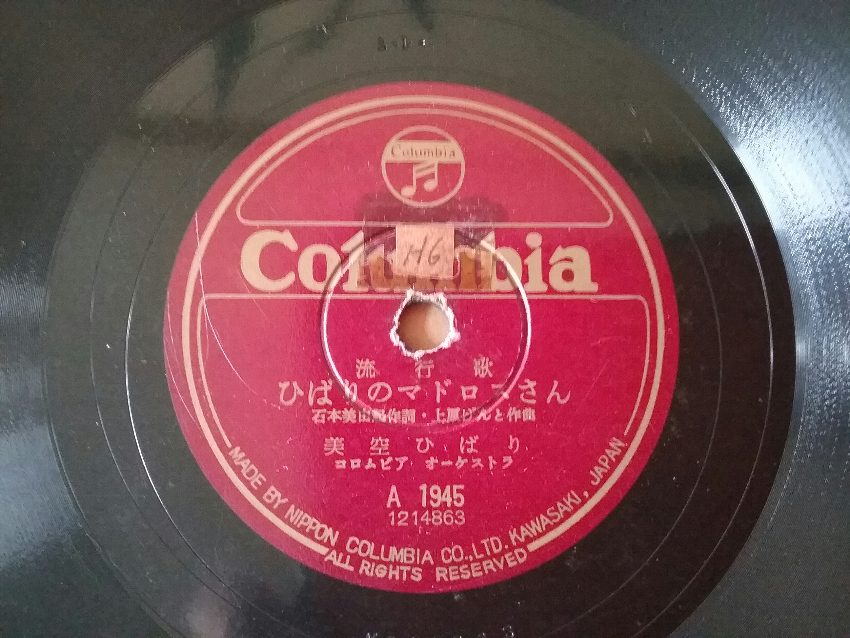 Columbia
Columbia
H6
流行歌
ひばりのマドロスさん
石本美由起作詞・上原げんと作曲
美空ひばり
コロムビア オーケストラ
A 1945
1214863
MADE BY NIPPON COLUMBIA CO., LTD. KAWASAKI, JAPAN
ALL RIGHTS RESERVED